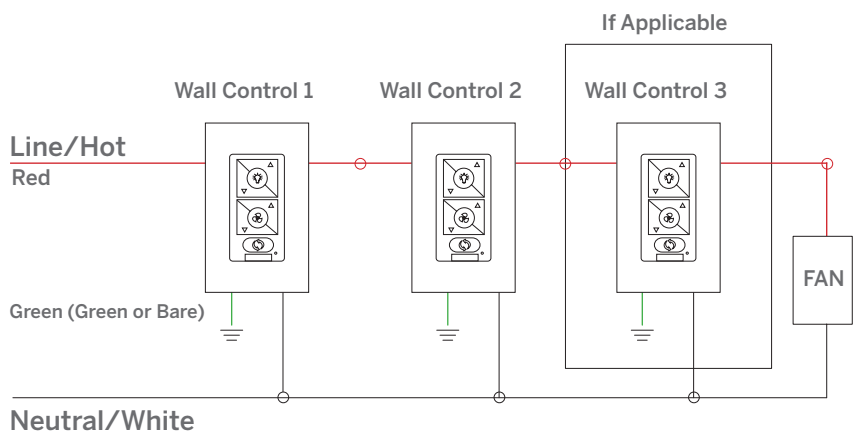 If Applicable
Wall Control 1
Wall Control 2
Wall Control 3
Line/Hot
Red
FAN
Green (Green or Bare)
Neutral/White